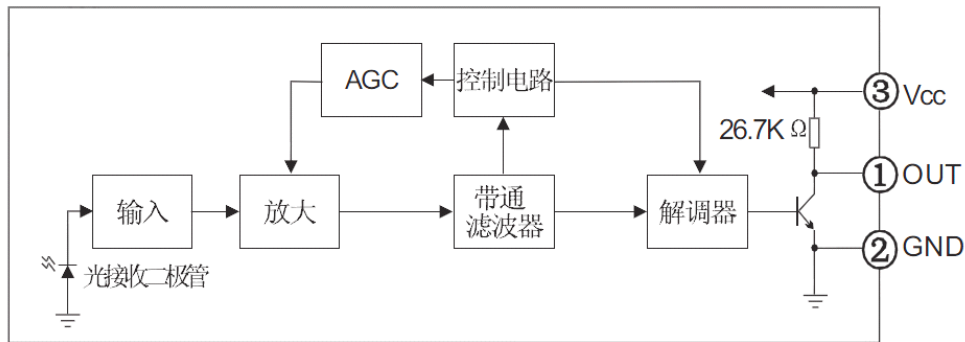 AGC
控制电路
③ Vcc
26.7K Ω
① OUT
输入
放大
带通
滤波器
解调器
② GND
光接收二极管